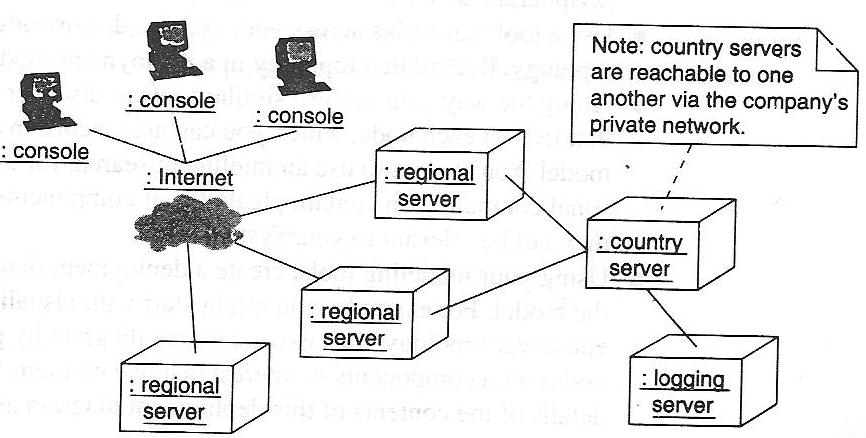 : console
: console
: console
: Internet
Note: country servers
are reachable to one
another via the company's
private network.
: regional
server
: country
server
: regional
server
: regional
server
: logging
server